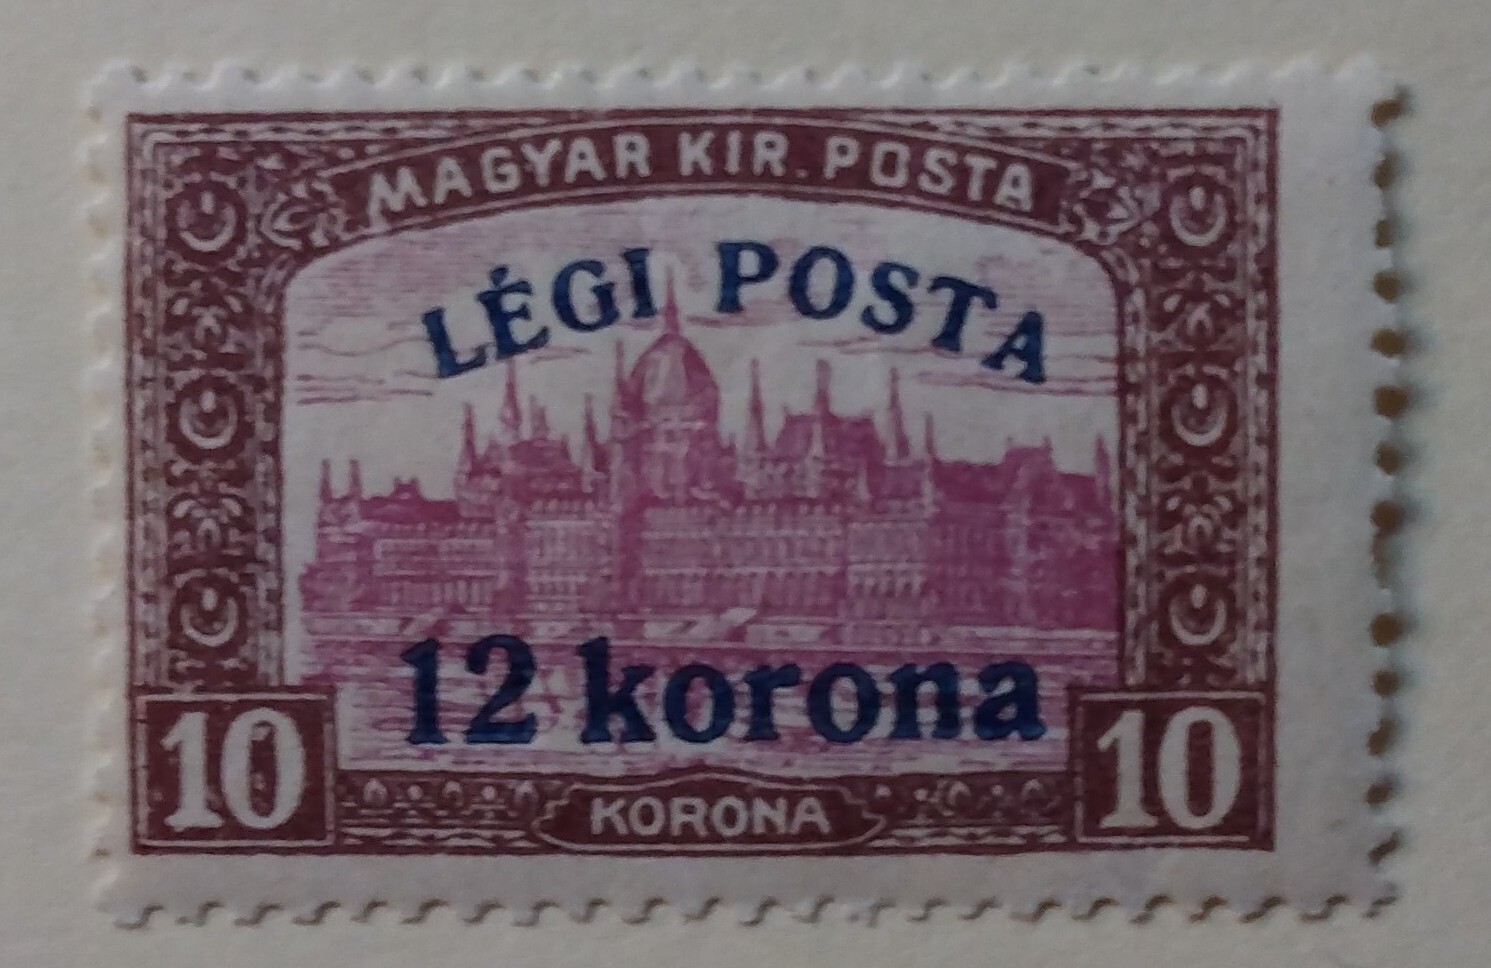 MAGYAR KIR. POSTA
LÉGI POSTA
12 korona
10 KORONA 10